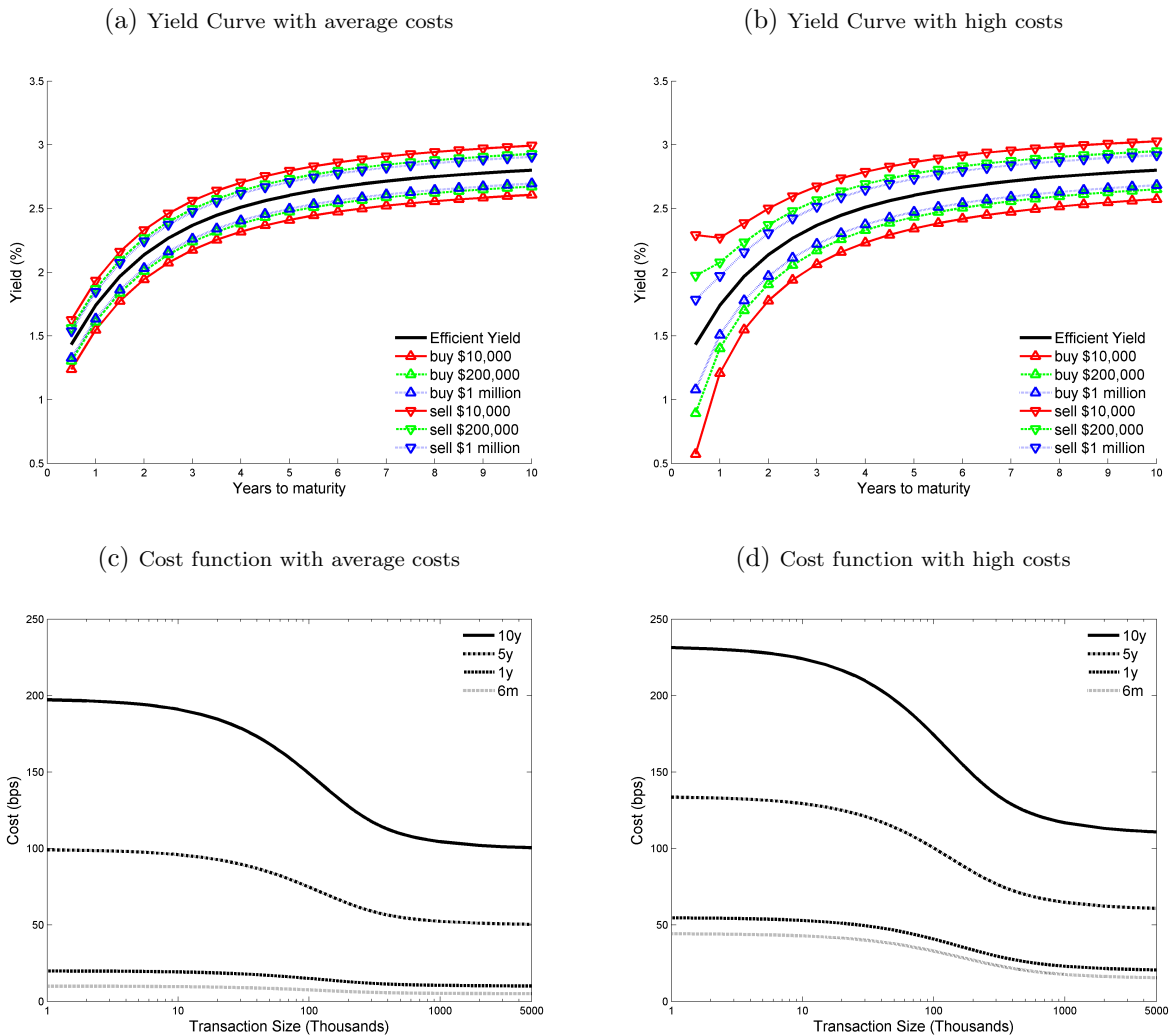 (a) Yield Curve with average costs
3.5
3
2.5
2
1.5
1
0.5
Yield (%)
0 1 2 3 4 5 6 7 8 9 10
Years to maturity
Efficient Yield
buy $10,000
buy $200,000
buy $1 million
sell $10,000
sell $200,000
sell $1 million
(b) Yield Curve with high costs
3.5
3
2.5
2
1.5
1
0.5
Yield (%)
0 1 2 3 4 5 6 7 8 9 10
Years to maturity
Efficient Yield
buy $10,000
buy $200,000
buy $1 million
sell $10,000
sell $200,000
sell $1 million
(c) Cost function with average costs
250
200
150
100
50
0
Cost (bps)
1 10 100 1000 5000
Transaction Size (Thousands)
10y
5y
1y
6m
(d) Cost function with high costs
250
200
150
100
50
0
Cost (bps)
1 10 100 1000 5000
Transaction Size (Thousands)
10y
5y
1y
6m